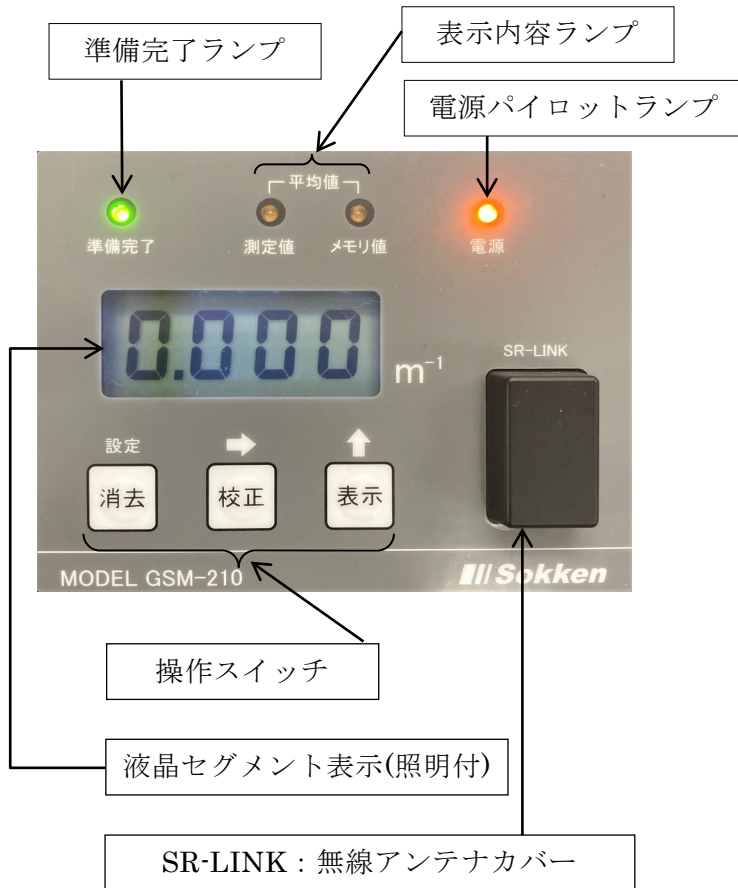 準備完了ランプ
表示内容ランプ
電源パイロットランプ
平均値
準備完了
測定値
メモリ値
電源
0.000
m⁻¹
SR-LINK
設定
➡
⬆
消去
校正
表示
MODEL GSM-210
Sokken
操作スイッチ
液晶セグメント表示(照明付)
SR-LINK：無線アンテナカバー